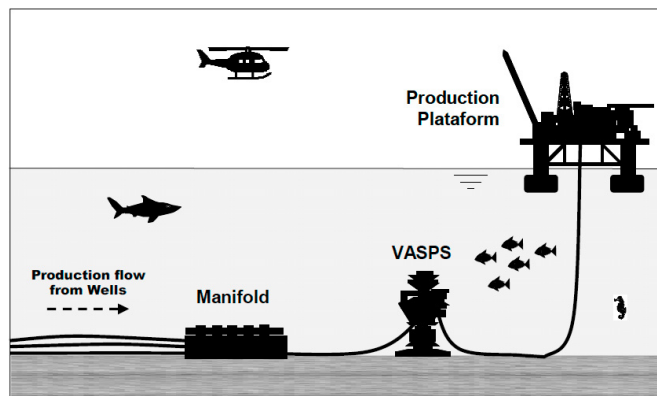 Production
Plataform
VASPS
Production flow
from Wells
Manifold